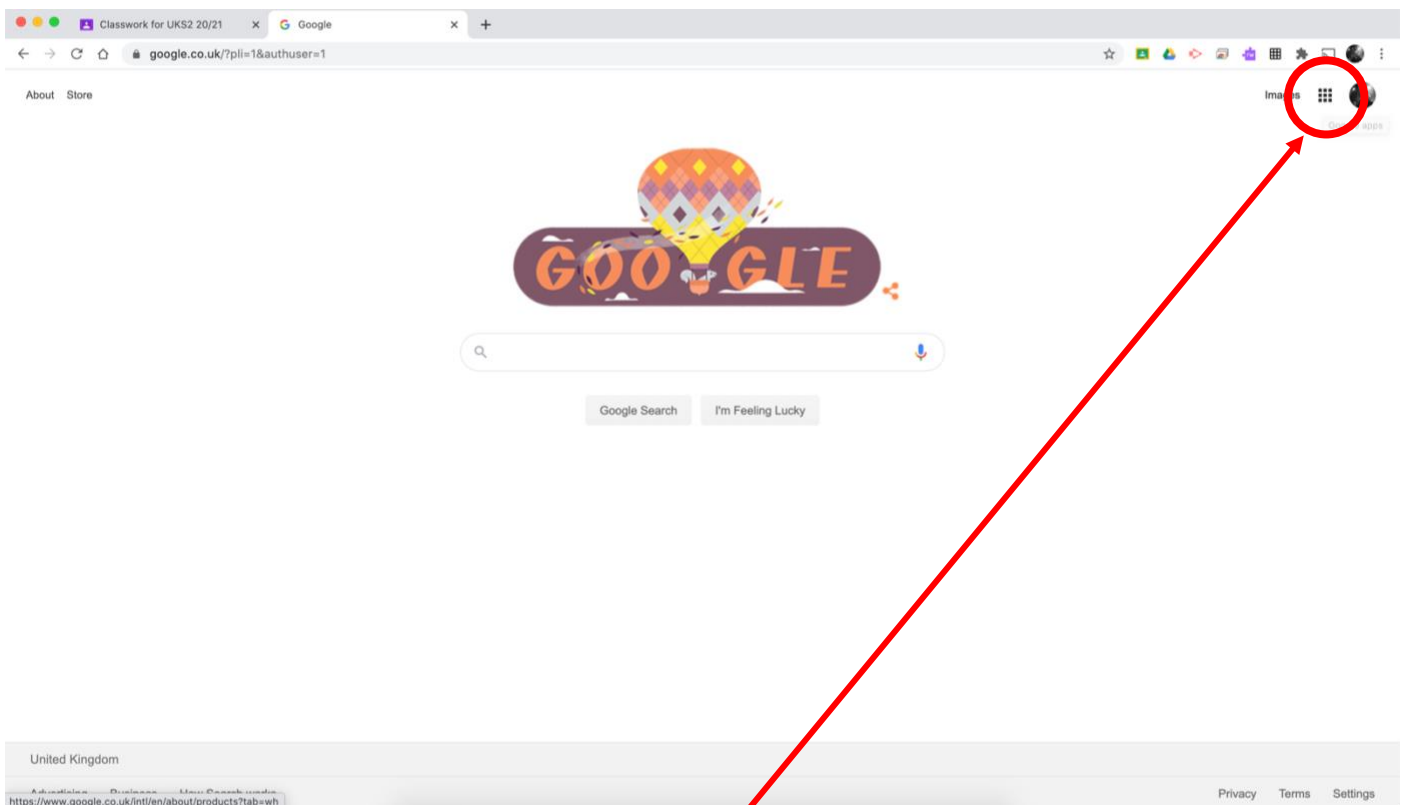 Classwork for UKS2 20/21
Google
google.co.uk/?pli=1&authuser=1
About Store
Images
GOOGLE
Google Search I'm Feeling Lucky
United Kingdom
https://www.google.co.uk/intl/en/about/products?tab=wh
Privacy Terms Settings